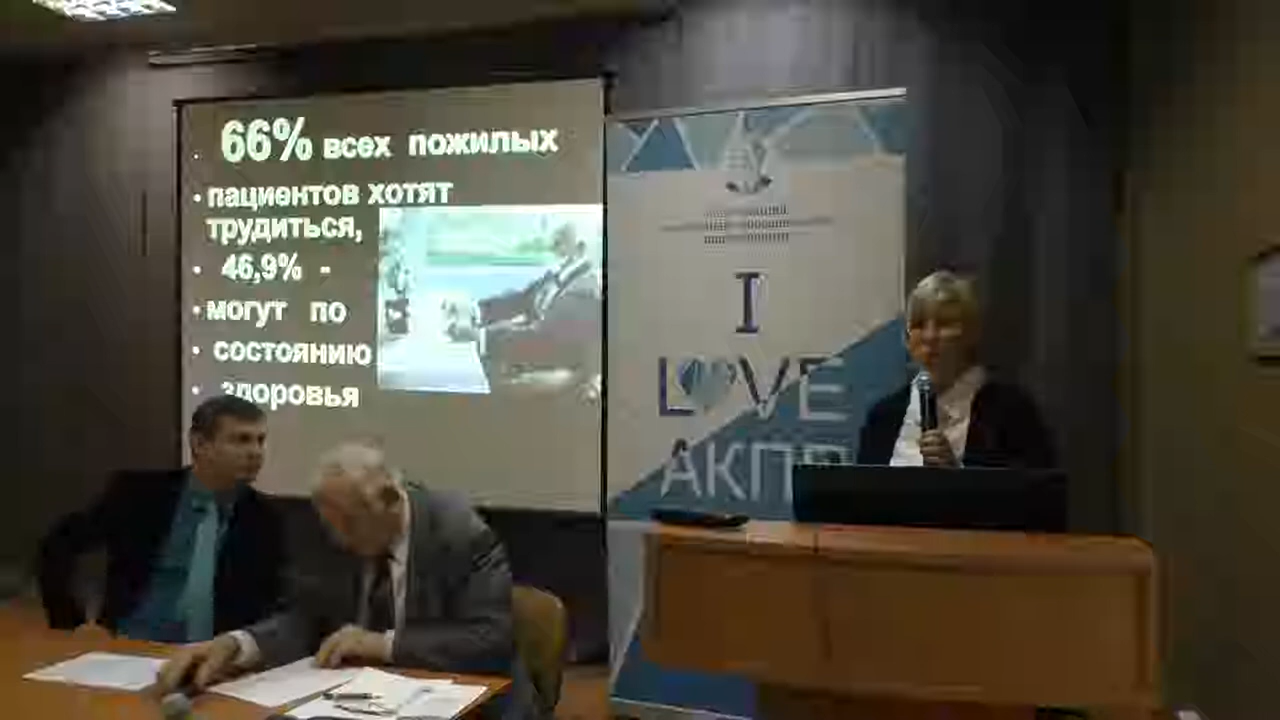 66% всех пожилых
пациентов хотят
трудиться,
46,9% -
могут по
состоянию
здоровья
I
LOVE
АКПП